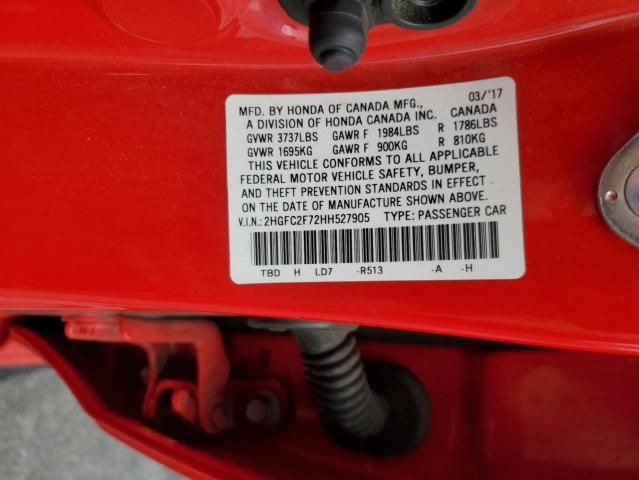 MFD. BY HONDA OF CANADA MFG., 03/'17
A DIVISION OF HONDA CANADA INC. CANADA
GVWR 3737LBS GAWR F 1984LBS R 1786LBS
GVWR 1695KG GAWR F 900KG R 810KG
THIS VEHICLE CONFORMS TO ALL APPLICABLE
FEDERAL MOTOR VEHICLE SAFETY, BUMPER,
AND THEFT PREVENTION STANDARDS IN EFFECT
ON THE DATE OF MANUFACTURE SHOWN ABOVE.
V.I.N.: 2HGFC2F72HH527905 TYPE: PASSENGER CAR
TBD H LD7 -R513 -A -H